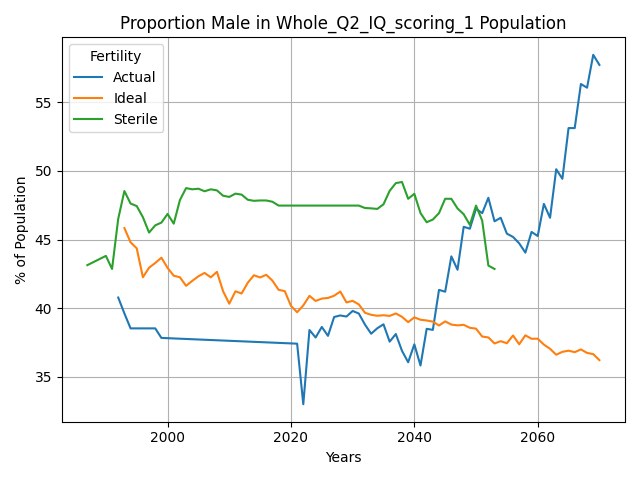 Proportion Male in Whole_Q2_IQ_scoring_1 Population
Fertility
Actual
Ideal
Sterile
% of Population
55
50
45
40
35
2000
2020
2040
2060
Years